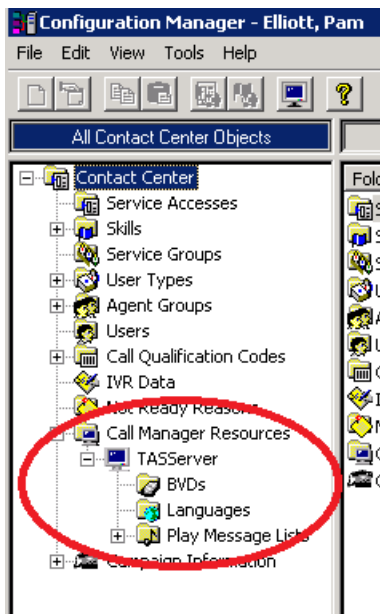 Configuration Manager - Elliott, Pam
File Edit View Tools Help
All Contact Center Objects
Contact Center
Service Accesses
Skills
Service Groups
User Types
Agent Groups
Users
Call Qualification Codes
IVR Data
Not Ready Reasons
Call Manager Resources
TASServer
BVDs
Languages
Play Message Lists
Campaign Information